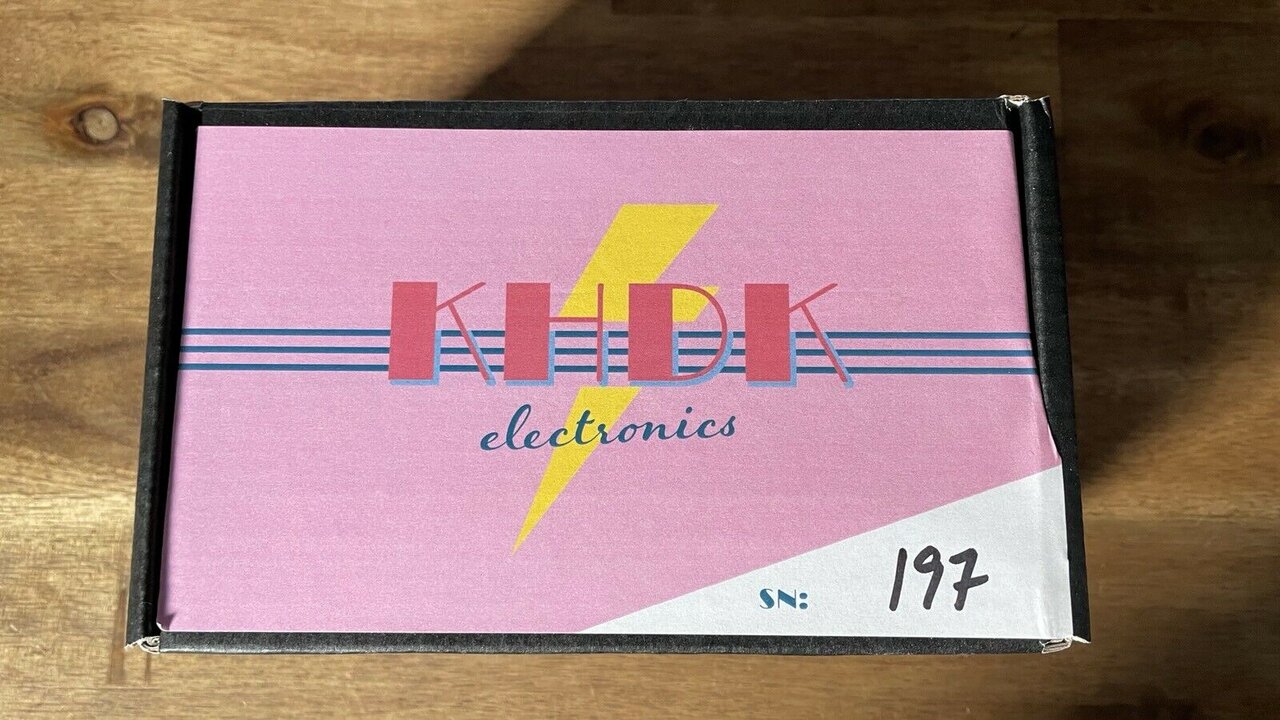 KHDK
electronics
SN: 197